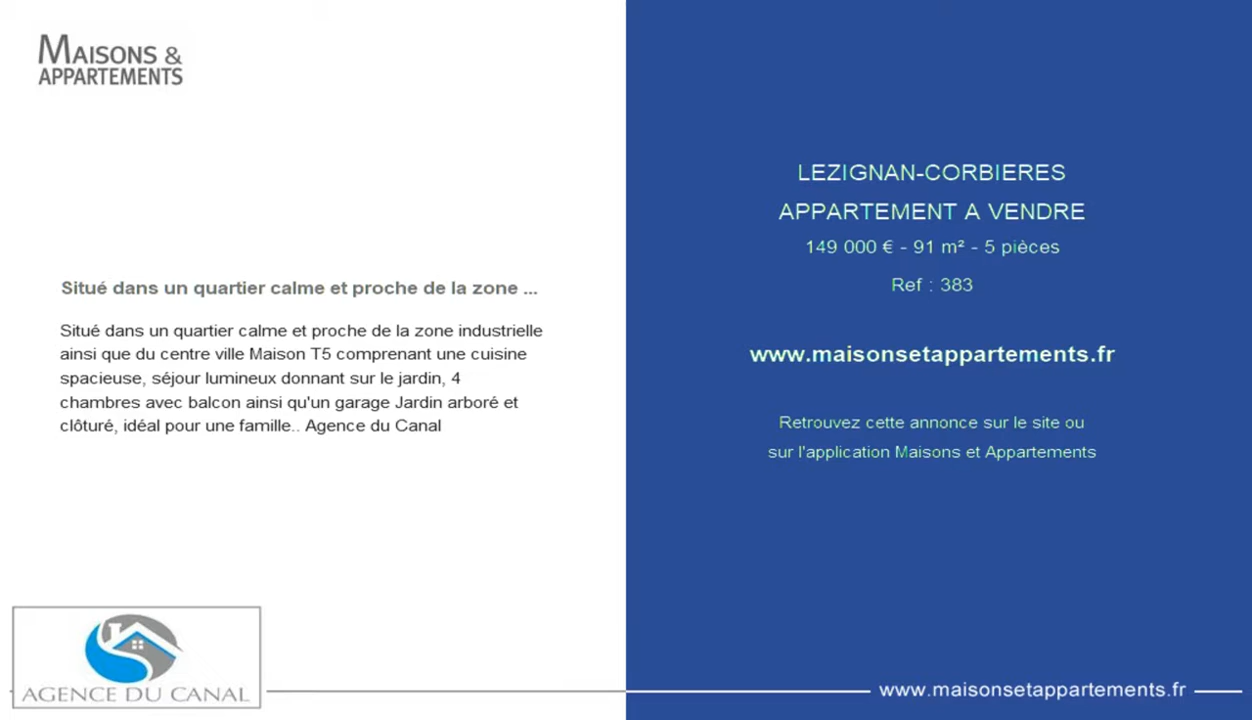 MAISONS &
APPARTEMENTS
Situé dans un quartier calme et proche de la zone ...
Situé dans un quartier calme et proche de la zone industrielle
ainsi que du centre ville Maison T5 comprenant une cuisine
spacieuse, séjour lumineux donnant sur le jardin, 4
chambres avec balcon ainsi qu'un garage Jardin arboré et
clôturé, idéal pour une famille.. Agence du Canal
AGENCE DU CANAL
LEZIGNAN-CORBIERES
APPARTEMENT A VENDRE
149 000 € - 91 m² - 5 pièces
Ref : 383
www.maisonsetappartements.fr
Retrouvez cette annonce sur le site ou
sur l'application Maisons et Appartements
www.maisonsetappartements.fr